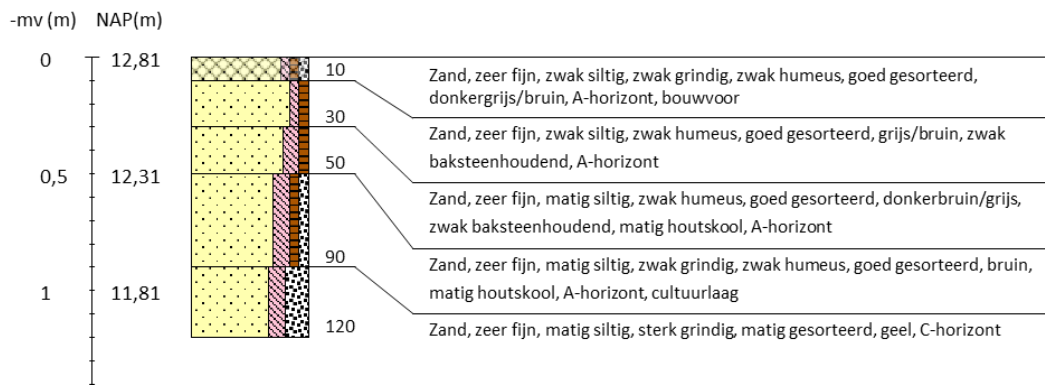 -mv (m) NAP(m)
0 12,81
10
Zand, zeer fijn, zwak siltig, zwak grindig, zwak humeus, goed gesorteerd,
donkergrijs/bruin, A-horizont, bouwvoor
30
Zand, zeer fijn, zwak siltig, zwak humeus, goed gesorteerd, grijs/bruin, zwak
baksteenhoudend, A-horizont
50
0,5 12,31
Zand, zeer fijn, matig siltig, zwak humeus, goed gesorteerd, donkerbruin/grijs,
zwak baksteenhoudend, matig houtskool, A-horizont
90
Zand, zeer fijn, matig siltig, zwak grindig, zwak humeus, goed gesorteerd, bruin,
matig houtskool, A-horizont, cultuurlaag
1 11,81
120
Zand, zeer fijn, matig siltig, sterk grindig, matig gesorteerd, geel, C-horizont